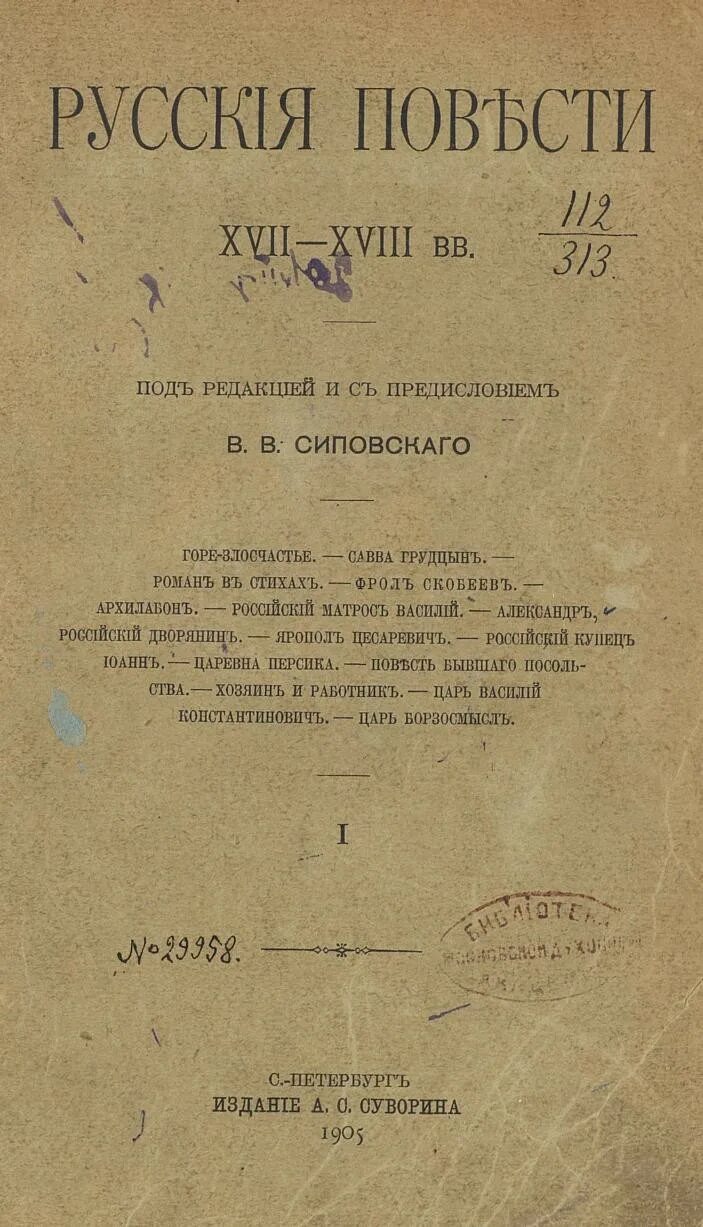 РУССКІЯ ПОВѢСТИ
XVII—XVIII ВВ.
112
313.
ПОДЪ РЕДАКЦІЕЙ И СЪ ПРЕДИСЛОВІЕМЪ
В. В. СИПОВСКАГО
ГОРЕ-ЗЛОСЧАСТЬЕ. — САВВА ГРУДЦЫНЪ. —
РОМАНЪ ВЪ СТИХАХЪ. — ФРОЛЪ СКОБЕЕВЪ. —
АРХИЛАБОНЪ. — РОССІЙСКІЙ МАТРОСЪ ВАСИЛІЙ. — АЛЕКСАНДРЪ,
РОССІЙСКІЙ ДВОРЯНИНЪ. — ЯРОПОЛЪ ЦЕСАРЕВИЧЪ. — РОССІЙСКІЙ КУПЕЦЪ
ІОАННЪ. — ЦАРЕВНА ПЕРСИКА. — ПОВѢСТЬ БЫВШАГО ПОСОЛЬ-
СТВА. — ХОЗЯИНЪ И РАБОТНИКЪ. — ЦАРЬ ВАСИЛІЙ
КОНСТАНТИНОВИЧЪ. — ЦАРЬ БОРЗОСМЫСЛЪ.
I
№ 29958.
БИБЛІОТЕКА
С.-ПЕТЕРБУРГЪ
ИЗДАНІЕ А. С. СУВОРИНА
1905